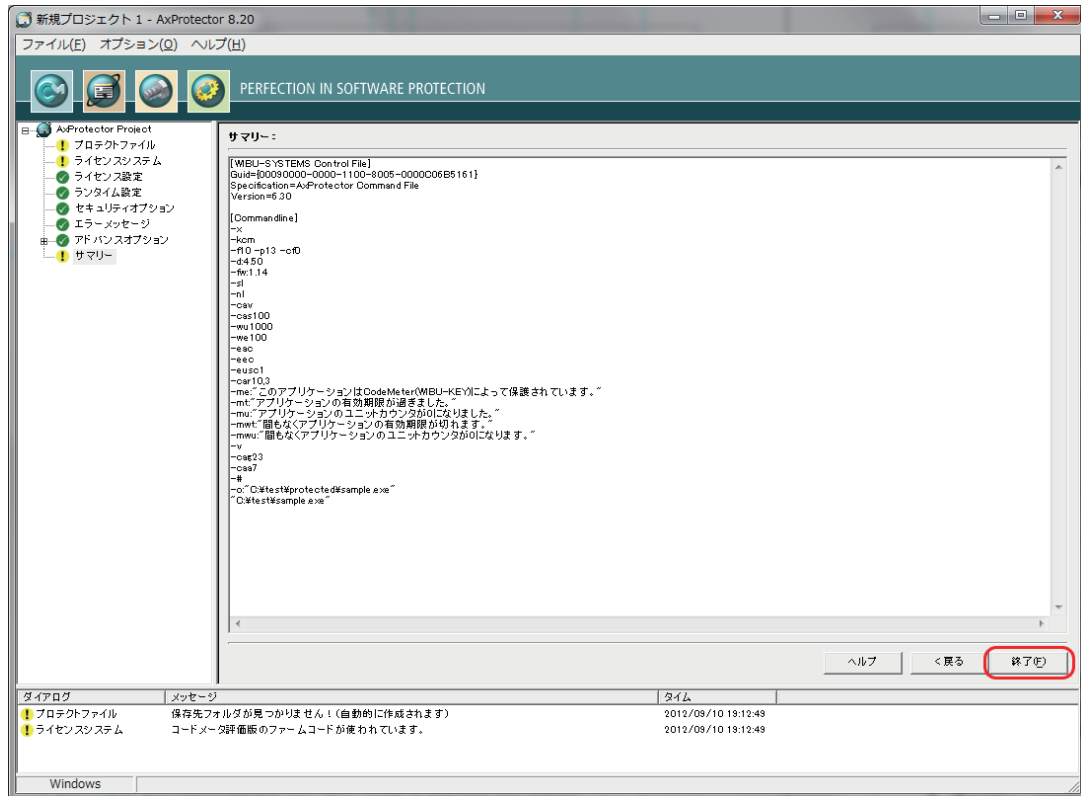 新規プロジェクト 1 - AxProtector 8.20
ファイル(F) オプション(O) ヘルプ(H)
PERFECTION IN SOFTWARE PROTECTION
AxProtector Project
プロテクトファイル
ライセンスシステム
ライセンス設定
ランタイム設定
セキュリティオプション
エラーメッセージ
アドバンスオプション
サマリー
サマリー：
[WIBU-SYSTEMS Control File]
Guid={00090000-0000-1100-8005-0000C06B5161}
Specification=AxProtector Command File
Version=6.30
[Commandline]
-x
-kcm
-f10 -p13 -cf0
-d:4.50
-fw:1.14
-sl
-nl
-cav
-cas100
-wu1000
-we100
-eac
-eec
-eusc1
-car10,3
-me:"このアプリケーションはCodeMeter(WIBU-KEY)によって保護されています。"
-mt:"アプリケーションの有効期限が過ぎました。"
-mu:"アプリケーションのユニットカウンタが0になりました。"
-mwt:"間もなくアプリケーションの有効期限が切れます。"
-mwu:"間もなくアプリケーションのユニットカウンタが0になります。"
-v
-cag23
-caa7
-#
-o:"C:¥test¥protected¥sample.exe"
"C:¥test¥sample.exe"
ヘルプ <戻る 終了(F)
ダイアログ メッセージ タイム
プロテクトファイル 保存先フォルダが見つかりません！(自動的に作成されます) 2012/09/10 19:12:49
ライセンスシステム コードメータ評価版のファームコードが使われています。 2012/09/10 19:12:49
Windows